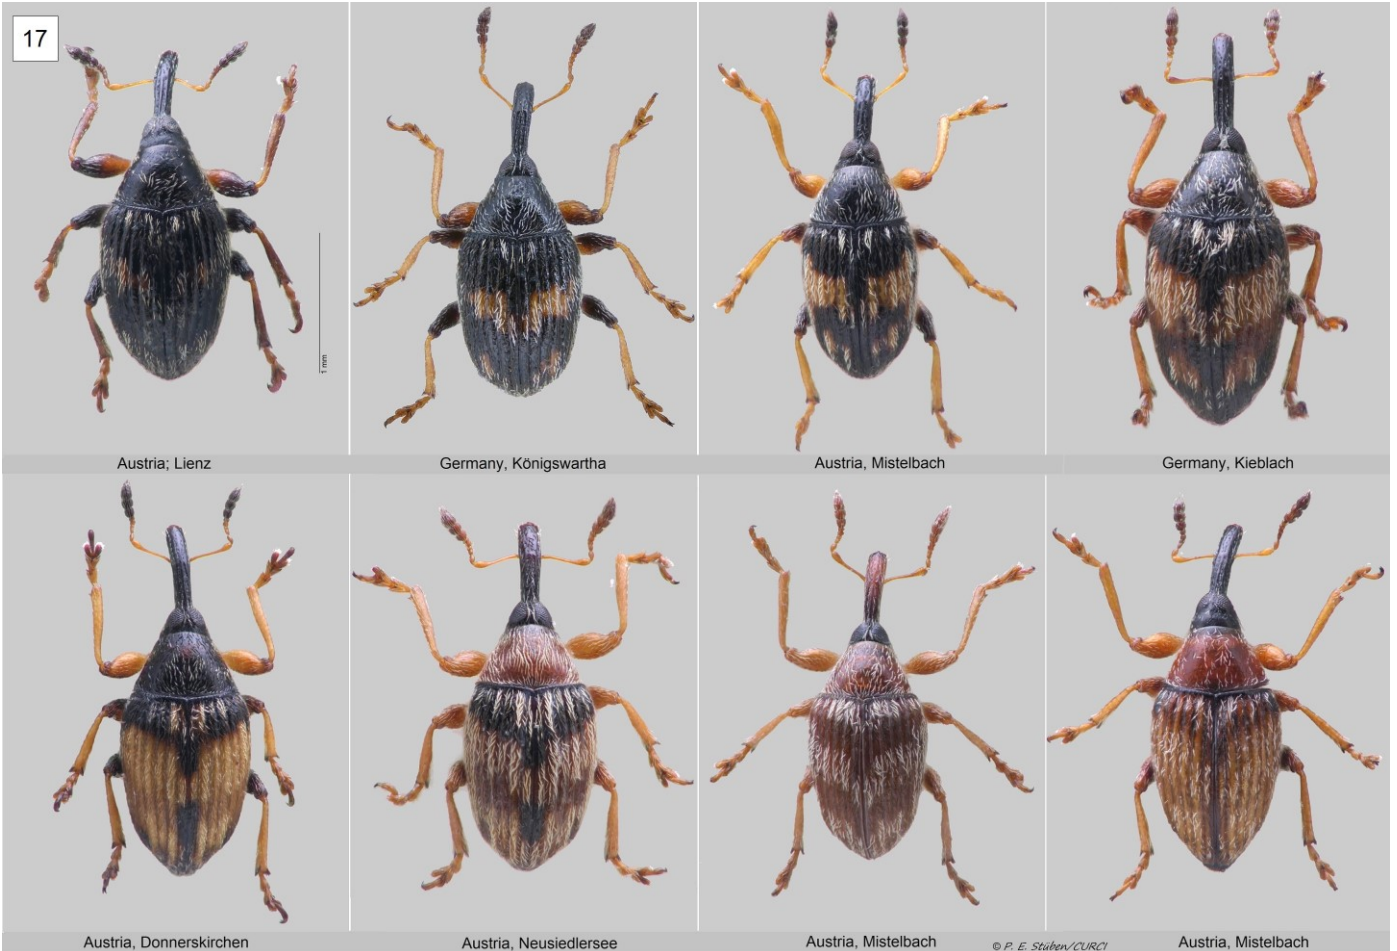 17
1 mm
Austria; Lienz
Germany, Königswartha
Austria, Mistelbach
Germany, Kieblach
Austria, Donnerskirchen
Austria, Neusiedlersee
Austria, Mistelbach
© P. E. Stüben/CURCI
Austria, Mistelbach